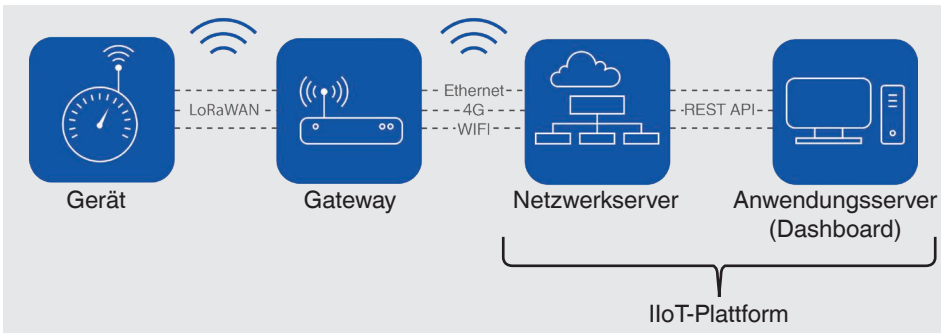 LoRaWAN
Ethernet
4G
WIFI
REST API
Gerät
Gateway
Netzwerkserver
Anwendungsserver
(Dashboard)
IIoT-Plattform